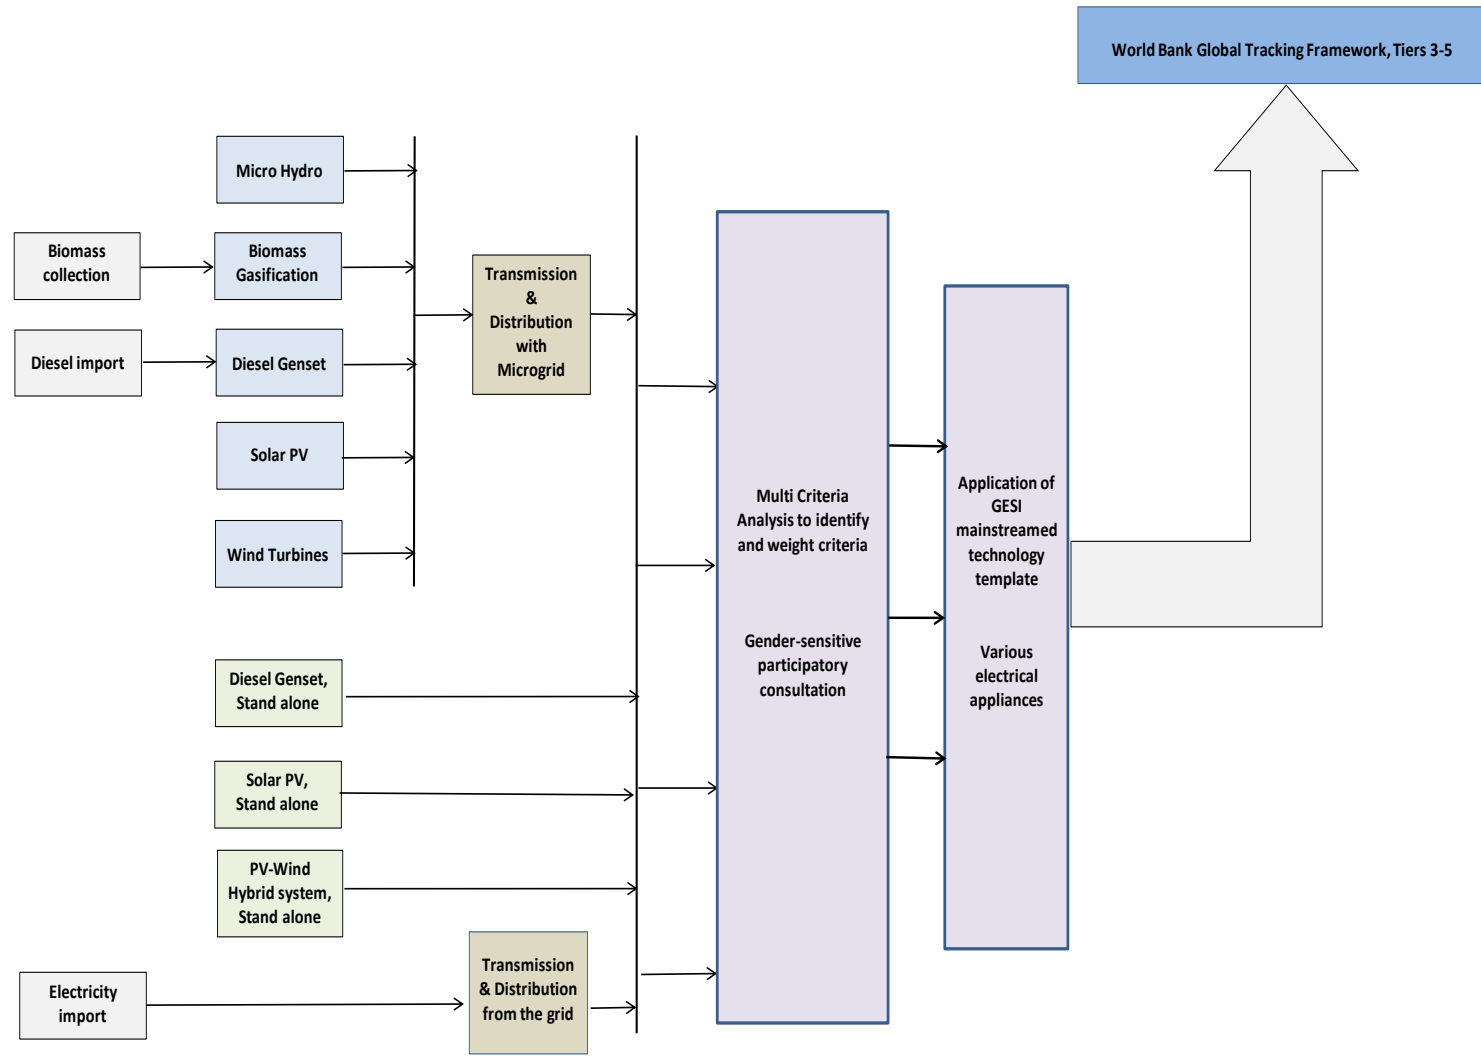 World Bank Global Tracking Framework, Tiers 3-5
Micro Hydro
Biomass
collection
Biomass
Gasification
Transmission
&
Distribution
with
Microgrid
Diesel import
Diesel Genset
Solar PV
Wind Turbines
Multi Criteria
Analysis to identify
and weight criteria
Gender-sensitive
participatory
consultation
Application of
GESI
mainstreamed
technology
template
Various
electrical
appliances
Diesel Genset,
Stand alone
Solar PV,
Stand alone
PV-Wind
Hybrid system,
Stand alone
Electricity
import
Transmission
& Distribution
from the grid